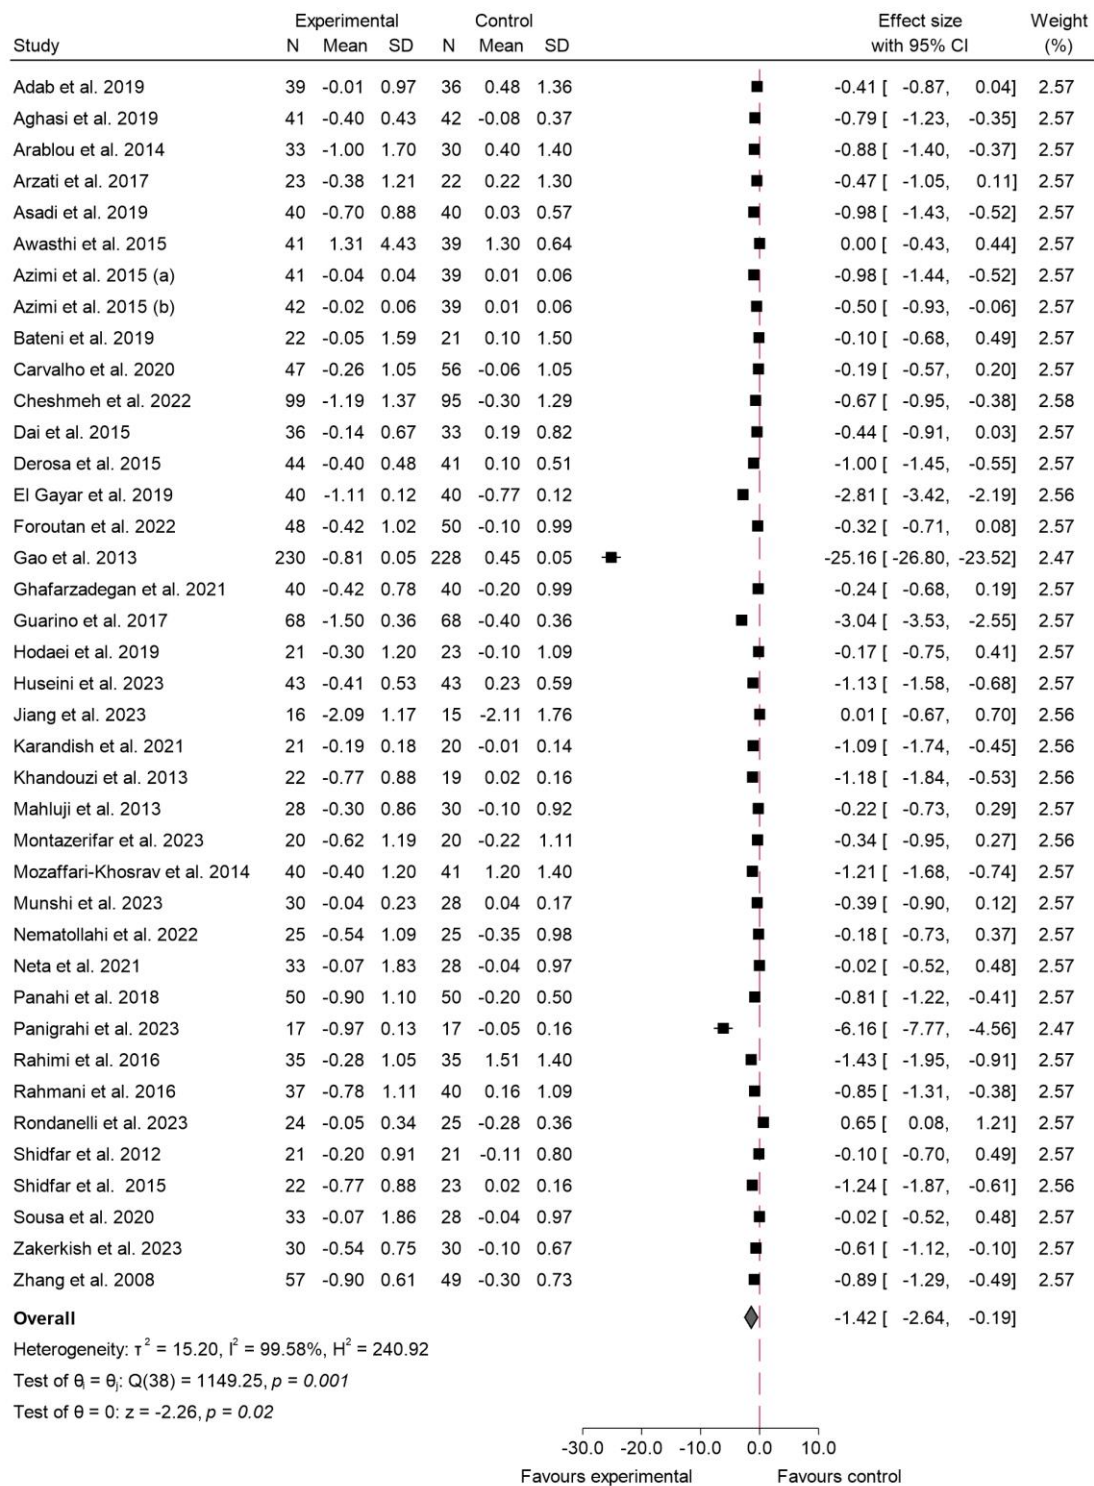 Experimental Control Effect size Weight
Study N Mean SD N Mean SD with 95% CI (%)
Adab et al. 2019 39 -0.01 0.97 36 0.48 1.36 -0.41 [ -0.87, 0.04] 2.57
Aghasi et al. 2019 41 -0.40 0.43 42 -0.08 0.37 -0.79 [ -1.23, -0.35] 2.57
Arablou et al. 2014 33 -1.00 1.70 30 0.40 1.40 -0.88 [ -1.40, -0.37] 2.57
Arzati et al. 2017 23 -0.38 1.21 22 0.22 1.30 -0.47 [ -1.05, 0.11] 2.57
Asadi et al. 2019 40 -0.70 0.88 40 0.03 0.57 -0.98 [ -1.43, -0.52] 2.57
Awasthi et al. 2015 41 1.31 4.43 39 1.30 0.64 0.00 [ -0.43, 0.44] 2.57
Azimi et al. 2015 (a) 41 -0.04 0.04 39 0.01 0.06 -0.98 [ -1.44, -0.52] 2.57
Azimi et al. 2015 (b) 42 -0.02 0.06 39 0.01 0.06 -0.50 [ -0.93, -0.06] 2.57
Bateni et al. 2019 22 -0.05 1.59 21 0.10 1.50 -0.10 [ -0.68, 0.49] 2.57
Carvalho et al. 2020 47 -0.26 1.05 56 -0.06 1.05 -0.19 [ -0.57, 0.20] 2.57
Cheshmeh et al. 2022 99 -1.19 1.37 95 -0.30 1.29 -0.67 [ -0.95, -0.38] 2.58
Dai et al. 2015 36 -0.14 0.67 33 0.19 0.82 -0.44 [ -0.91, 0.03] 2.57
Derosa et al. 2015 44 -0.40 0.48 41 0.10 0.51 -1.00 [ -1.45, -0.55] 2.57
El Gayar et al. 2019 40 -1.11 0.12 40 -0.77 0.12 -2.81 [ -3.42, -2.19] 2.56
Foroutan et al. 2022 48 -0.42 1.02 50 -0.10 0.99 -0.32 [ -0.71, 0.08] 2.57
Gao et al. 2013 230 -0.81 0.05 228 0.45 0.05 -25.16 [ -26.80, -23.52] 2.47
Ghafarzadegan et al. 2021 40 -0.42 0.78 40 -0.20 0.99 -0.24 [ -0.68, 0.19] 2.57
Guarino et al. 2017 68 -1.50 0.36 68 -0.40 0.36 -3.04 [ -3.53, -2.55] 2.57
Hodaei et al. 2019 21 -0.30 1.20 23 -0.10 1.09 -0.17 [ -0.75, 0.41] 2.57
Huseini et al. 2023 43 -0.41 0.53 43 0.23 0.59 -1.13 [ -1.58, -0.68] 2.57
Jiang et al. 2023 16 -2.09 1.17 15 -2.11 1.76 0.01 [ -0.67, 0.70] 2.56
Karandish et al. 2021 21 -0.19 0.18 20 -0.01 0.14 -1.09 [ -1.74, -0.45] 2.56
Khandouzi et al. 2013 22 -0.77 0.88 19 0.02 0.16 -1.18 [ -1.84, -0.53] 2.56
Mahluji et al. 2013 28 -0.30 0.86 30 -0.10 0.92 -0.22 [ -0.73, 0.29] 2.57
Montazerifar et al. 2023 20 -0.62 1.19 20 -0.22 1.11 -0.34 [ -0.95, 0.27] 2.56
Mozaffari-Khosrav et al. 2014 40 -0.40 1.20 41 1.20 1.40 -1.21 [ -1.68, -0.74] 2.57
Munshi et al. 2023 30 -0.04 0.23 28 0.04 0.17 -0.39 [ -0.90, 0.12] 2.57
Nematollahi et al. 2022 25 -0.54 1.09 25 -0.35 0.98 -0.18 [ -0.73, 0.37] 2.57
Neta et al. 2021 33 -0.07 1.83 28 -0.04 0.97 -0.02 [ -0.52, 0.48] 2.57
Panahi et al. 2018 50 -0.90 1.10 50 -0.20 0.50 -0.81 [ -1.22, -0.41] 2.57
Panigrahi et al. 2023 17 -0.97 0.13 17 -0.05 0.16 -6.16 [ -7.77, -4.56] 2.47
Rahimi et al. 2016 35 -0.28 1.05 35 1.51 1.40 -1.43 [ -1.95, -0.91] 2.57
Rahmani et al. 2016 37 -0.78 1.11 40 0.16 1.09 -0.85 [ -1.31, -0.38] 2.57
Rondanelli et al. 2023 24 -0.05 0.34 25 -0.28 0.36 0.65 [ 0.08, 1.21] 2.57
Shidfar et al. 2012 21 -0.20 0.91 21 -0.11 0.80 -0.10 [ -0.70, 0.49] 2.57
Shidfar et al. 2015 22 -0.77 0.88 23 0.02 0.16 -1.24 [ -1.87, -0.61] 2.56
Sousa et al. 2020 33 -0.07 1.86 28 -0.04 0.97 -0.02 [ -0.52, 0.48] 2.57
Zakerkish et al. 2023 30 -0.54 0.75 30 -0.10 0.67 -0.61 [ -1.12, -0.10] 2.57
Zhang et al. 2008 57 -0.90 0.61 49 -0.30 0.73 -0.89 [ -1.29, -0.49] 2.57
Overall -1.42 [ -2.64, -0.19]
Heterogeneity: τ² = 15.20, I² = 99.58%, H² = 240.92
Test of θᵢ = θⱼ: Q(38) = 1149.25, p = 0.001
Test of θ = 0: z = -2.26, p = 0.02
-30.0 -20.0 -10.0 0.0 10.0
Favours experimental Favours control